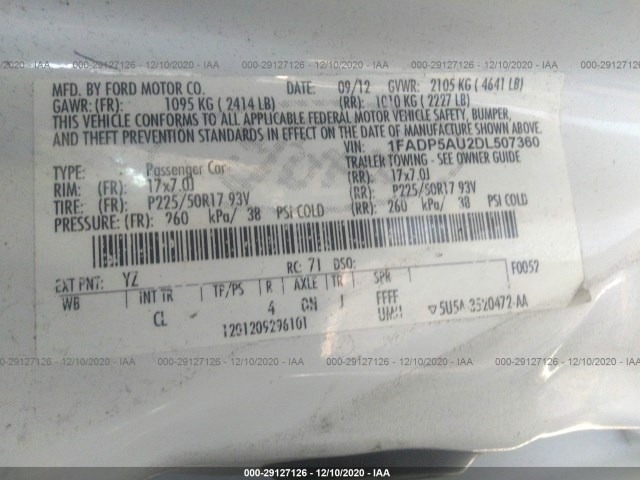 000-29127126 - 12/10/2020 - IAA
MFD. BY FORD MOTOR CO. DATE: 09/12 GVWR: 2105 KG ( 4641 LB)
GAWR: (FR): 1095 KG ( 2414 LB) (RR): 1010 KG ( 2227 LB)
THIS VEHICLE CONFORMS TO ALL APPLICABLE FEDERAL MOTOR VEHICLE SAFETY, BUMPER,
AND THEFT PREVENTION STANDARDS IN EFFECT ON THE DATE OF MANUFACTURE SHOWN ABOVE.
VIN: 1FADP5AU2DL507360
TYPE: Passenger Car TRAILER TOWING - SEE OWNER GUIDE
RIM: (FR): 17x7.0J (RR): 17x7.0J
TIRE: (FR): P225/50R17 93V (RR): P225/50R17 93V
PRESSURE: (FR): 260 kPa/ 38 PSI COLD (RR): 260 kPa/ 38 PSI COLD
RC: 71 DSO: F0052
EXT PNT: YZ
WB INT TR TP/PS R AXLE TR SPR
CL 4 I FFFF
1201209296101 ▽ 5U5A 3520472-AA
000-29127126 - 12/10/2020 - IAA